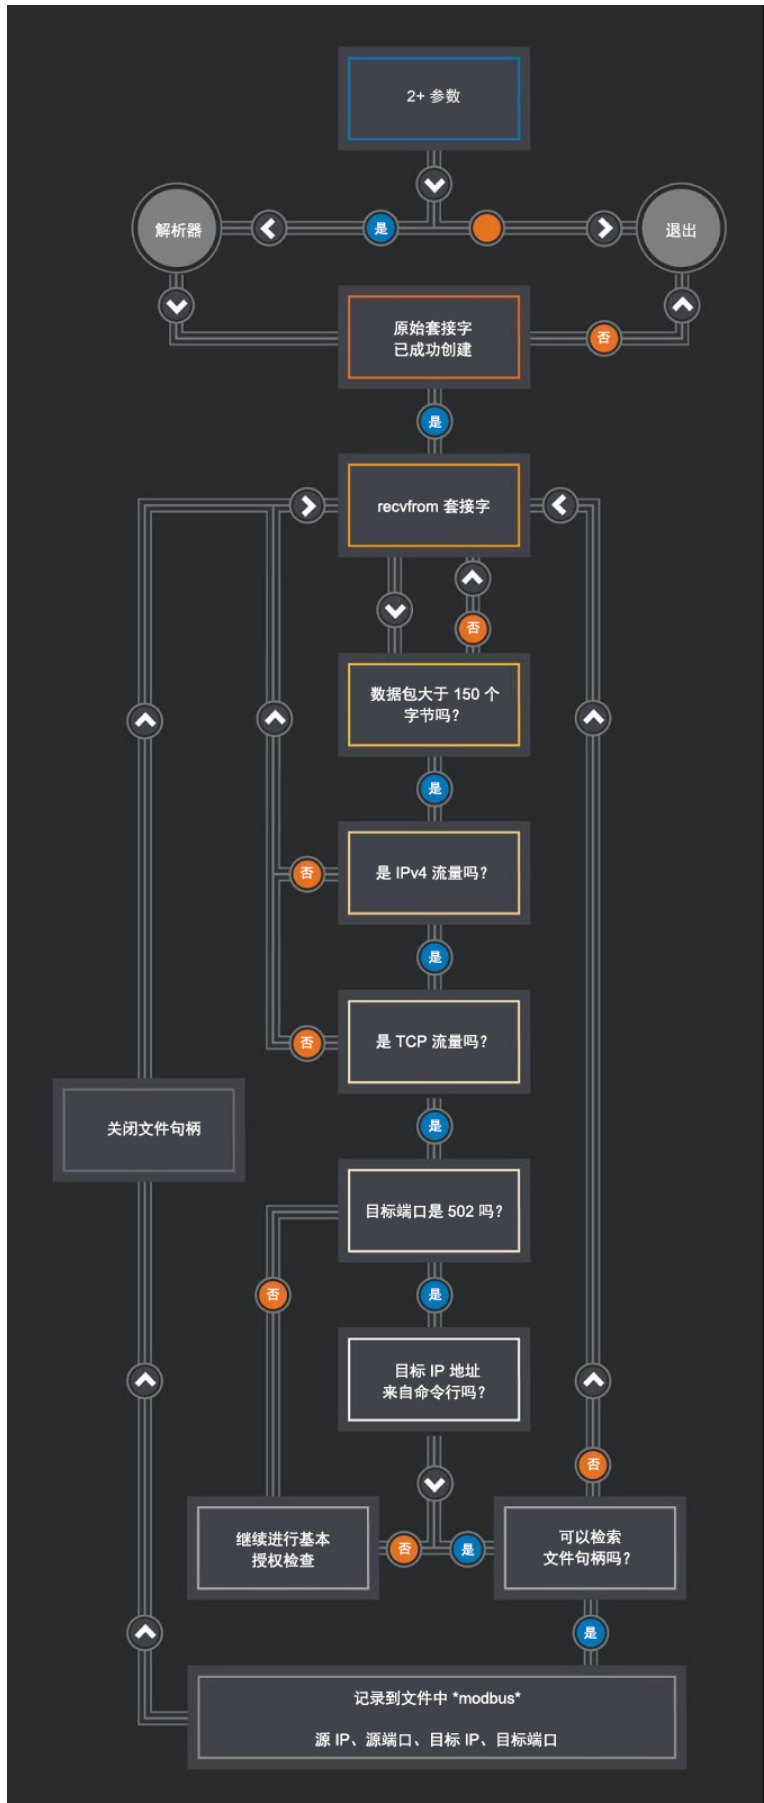 2+ 参数
解析器
是
退出
原始套接字
已成功创建
否
是
recvfrom 套接字
否
数据包大于 150 个
字节吗？
是
否
是 IPv4 流量吗？
是
否
是 TCP 流量吗？
是
关闭文件句柄
目标端口是 502 吗？
否
是
目标 IP 地址
来自命令行吗？
否
继续进行基本
授权检查
否
是
可以检索
文件句柄吗？
是
记录到文件中 *modbus*
源 IP、源端口、目标 IP、目标端口